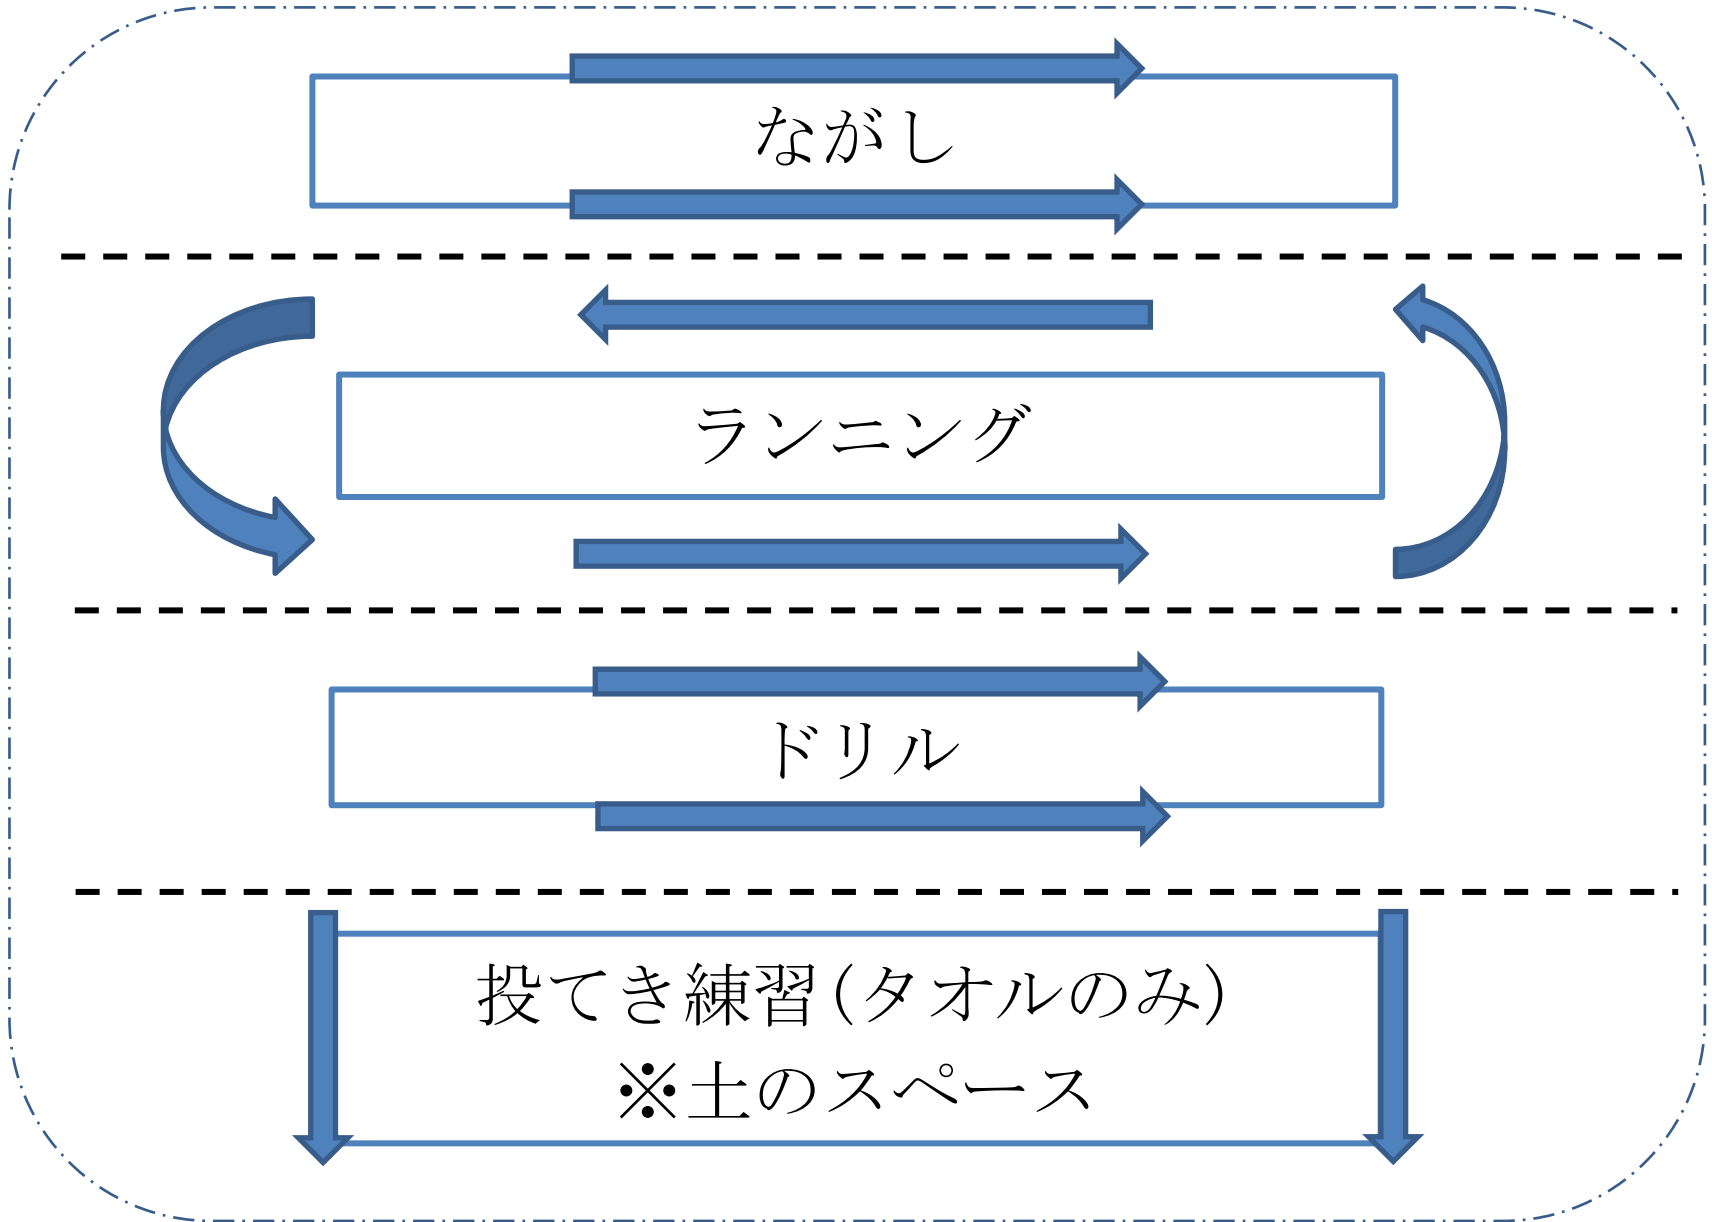 ながし
ランニング
ドリル
投てき練習(タオルのみ)
※土のスペース